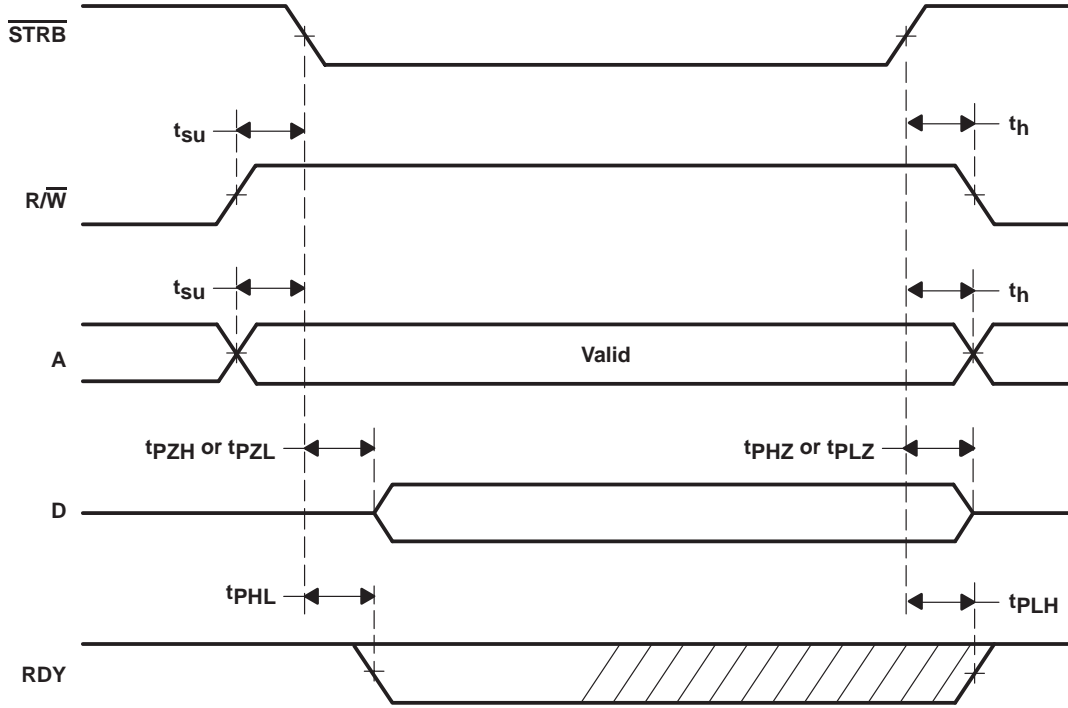 STRB
tsu
th
R/W
tsu
th
A
Valid
tPZH or tPZL
tPHZ or tPLZ
D
tPHL
tPLH
RDY